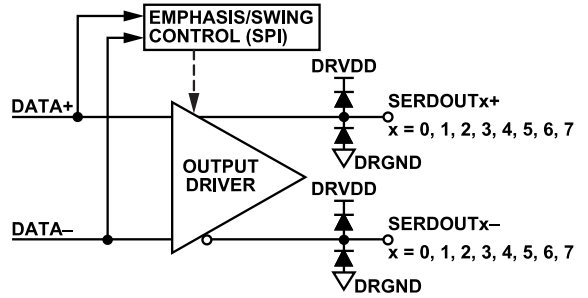 EMPHASIS/SWING
CONTROL (SPI)
DRVDD
DATA+
SERDOUTx+
x = 0, 1, 2, 3, 4, 5, 6, 7
OUTPUT
DRIVER
DRGND
DRVDD
DATA–
SERDOUTx–
x = 0, 1, 2, 3, 4, 5, 6, 7
DRGND